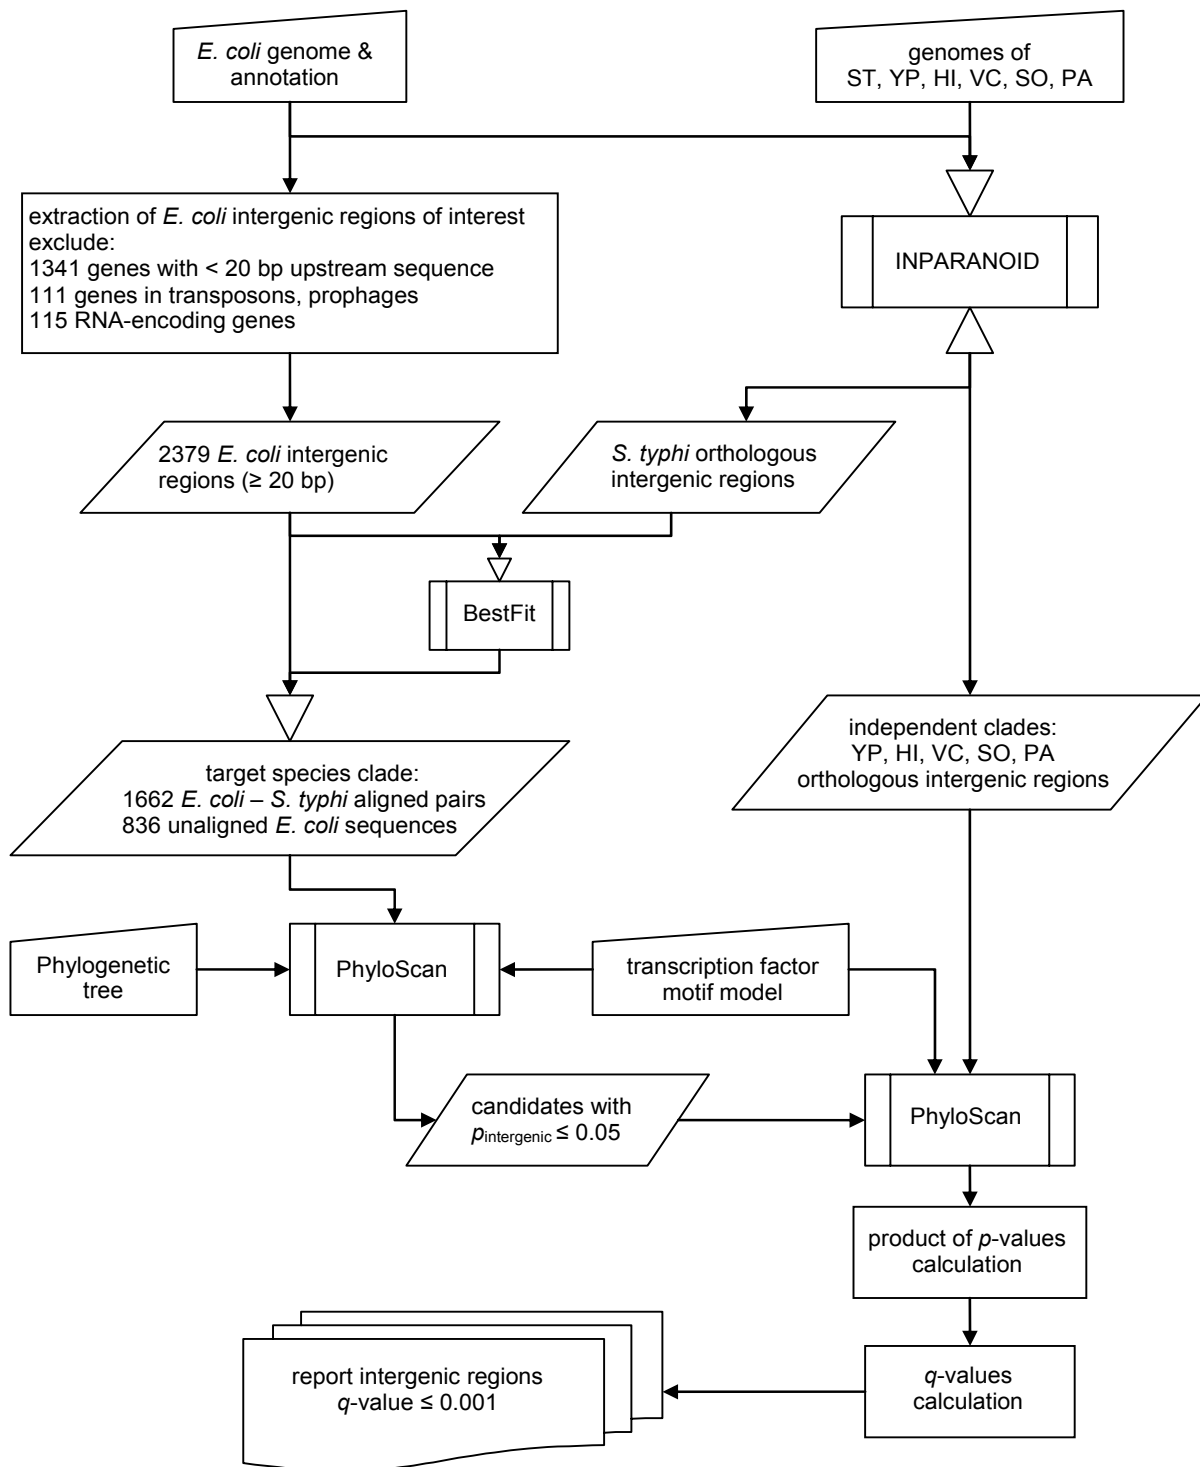 E. coli genome &
annotation
genomes of
ST, YP, HI, VC, SO, PA
extraction of E. coli intergenic regions of interest
exclude:
1341 genes with < 20 bp upstream sequence
111 genes in transposons, prophages
115 RNA-encoding genes
INPARANOID
2379 E. coli intergenic
regions (≥ 20 bp)
S. typhi orthologous
intergenic regions
BestFit
target species clade:
1662 E. coli – S. typhi aligned pairs
836 unaligned E. coli sequences
independent clades:
YP, HI, VC, SO, PA
orthologous intergenic regions
Phylogenetic
tree
PhyloScan
transcription factor
motif model
candidates with
pintergenic ≤ 0.05
PhyloScan
product of p-values
calculation
q-values
calculation
report intergenic regions
q-value ≤ 0.001